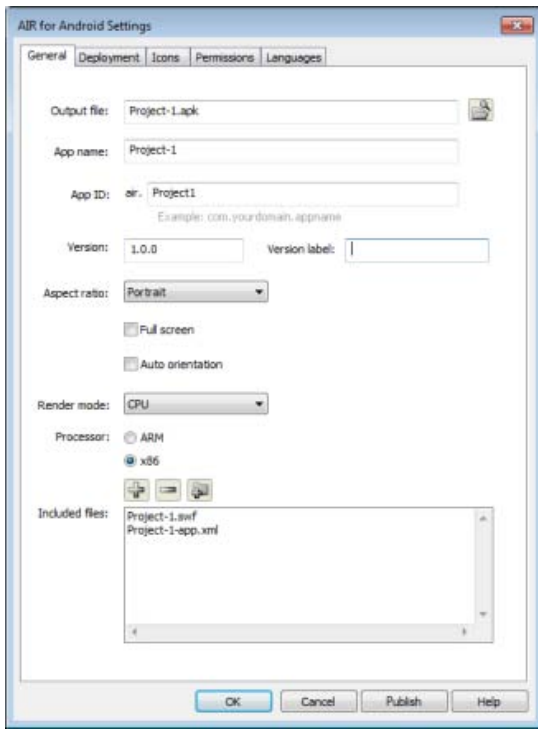 AIR for Android Settings
General Deployment Icons Permissions Languages
Output file: Project-1.apk
App name: Project-1
App ID: air. Project1
Example: com.yourdomain.appname
Version: 1.0.0 Version label:
Aspect ratio: Portrait
Full screen
Auto orientation
Render mode: CPU
Processor: ARM
x86
Included files: Project-1.swf
Project-1-app.xml
OK Cancel Publish Help